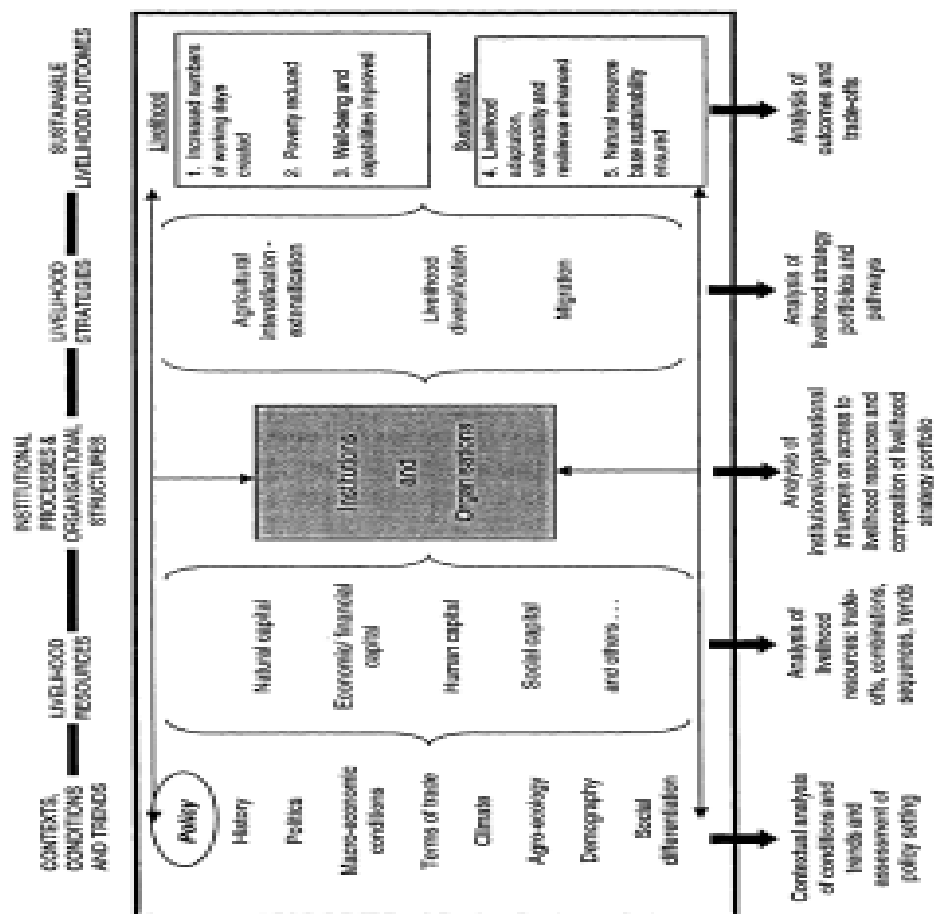 CONTEXTS,
CONDITIONS
AND TRENDS
LIVELIHOOD
RESOURCES
INSTITUTIONAL
PROCESSES &
ORGANISATIONAL
STRUCTURES
LIVELIHOOD
STRATEGIES
SUSTAINABLE
LIVELIHOOD OUTCOMES
Policy
History
Politics
Macro-economic
conditions
Terms of trade
Climate
Agro-ecology
Demography
Social
differentiation
Natural capital
Economic/ financial
capital
Human capital
Social capital
and others . . .
Institutions
and
Organisations
Agricultural
intensification -
extensification
Livelihood
diversification
Migration
Livelihood
1. Increased numbers
of working days
created
2. Poverty reduced
3. Well-being and
capabilities improved
Sustainability
4. Livelihood
adaptation,
vulnerability and
resilience enhanced
5. Natural resource
base sustainability
ensured
Contextual analysis
of conditions and
trends and
assessment of
policy setting
Analysis of
livelihood
resources: trade-
offs, combinations,
sequences, trends
Analysis of
institutional/organisational
influences on access to
livelihood resources and
composition of livelihood
strategy portfolio
Analysis of
livelihood strategy
portfolios and
pathways
Analysis of
outcomes and
trade-offs